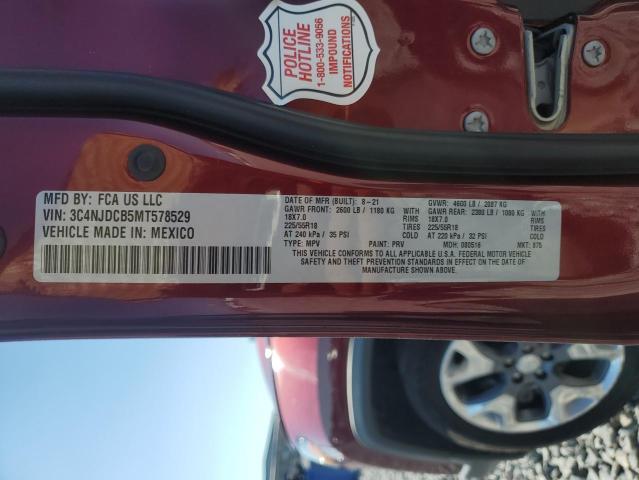 POLICE
HOTLINE
1-800-533-9056
IMPOUND
NOTIFICATIONS
MFD BY: FCA US LLC
VIN: 3C4NJDCB5MT578529
VEHICLE MADE IN: MEXICO
DATE OF MFR (BUILT): 8-21 GVWR: 4600 LB / 2087 KG
GAWR FRONT: 2600 LB / 1180 KG WITH GAWR REAR: 2380 LB / 1080 KG WITH
18X7.0 RIMS 18X7.0 RIMS
225/55R18 TIRES 225/55R18 TIRES
AT 240 kPa / 35 PSI COLD AT 220 kPa / 32 PSI COLD
TYPE: MPV PAINT: PRV MDH: 080516 MKT: 975
THIS VEHICLE CONFORMS TO ALL APPLICABLE U.S.A. FEDERAL MOTOR VEHICLE
SAFETY AND THEFT PREVENTION STANDARDS IN EFFECT ON THE DATE OF
MANUFACTURE SHOWN ABOVE.